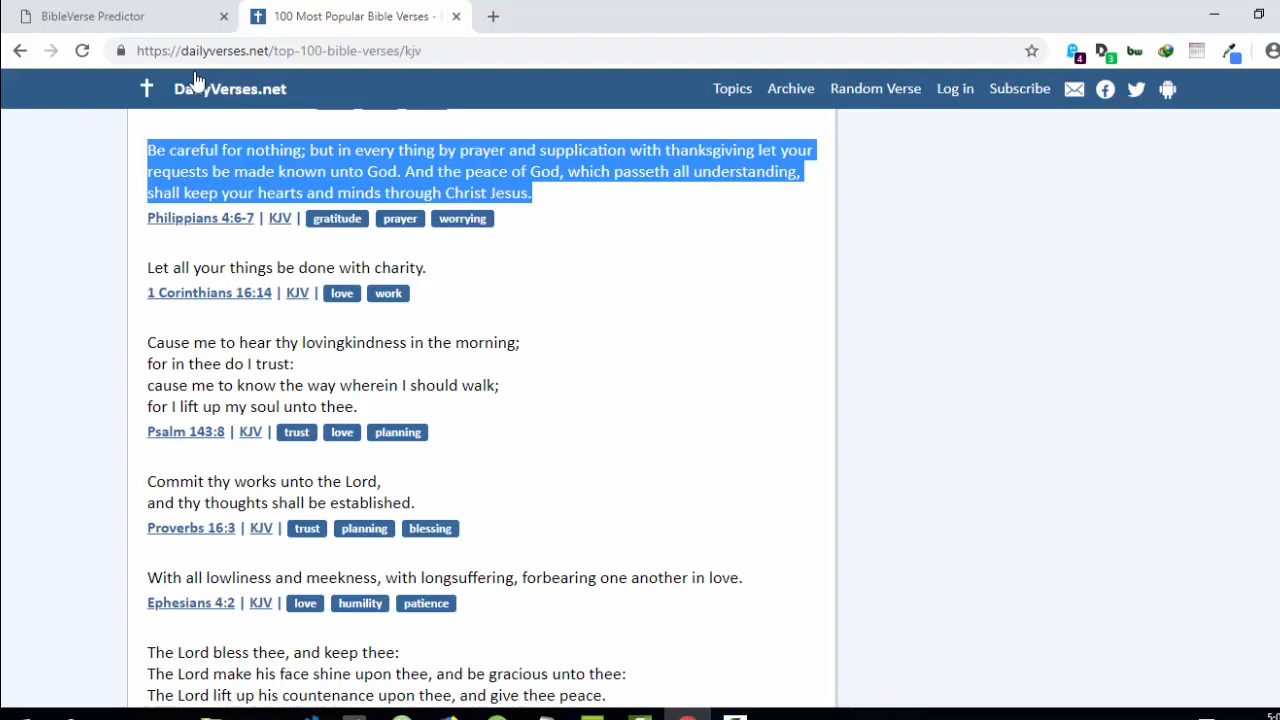 BibleVerse Predictor
100 Most Popular Bible Verses -
https://dailyverses.net/top-100-bible-verses/kjv
4
3
bw
DailyVerses.net
Topics Archive Random Verse Log in Subscribe
Be careful for nothing; but in every thing by prayer and supplication with thanksgiving let your
requests be made known unto God. And the peace of God, which passeth all understanding,
shall keep your hearts and minds through Christ Jesus.
Philippians 4:6-7 | KJV | gratitude prayer worrying
Let all your things be done with charity.
1 Corinthians 16:14 | KJV | love work
Cause me to hear thy lovingkindness in the morning;
for in thee do I trust:
cause me to know the way wherein I should walk;
for I lift up my soul unto thee.
Psalm 143:8 | KJV | trust love planning
Commit thy works unto the Lord,
and thy thoughts shall be established.
Proverbs 16:3 | KJV | trust planning blessing
With all lowliness and meekness, with longsuffering, forbearing one another in love.
Ephesians 4:2 | KJV | love humility patience
The Lord bless thee, and keep thee:
The Lord make his face shine upon thee, and be gracious unto thee:
The Lord lift up his countenance upon thee, and give thee peace.